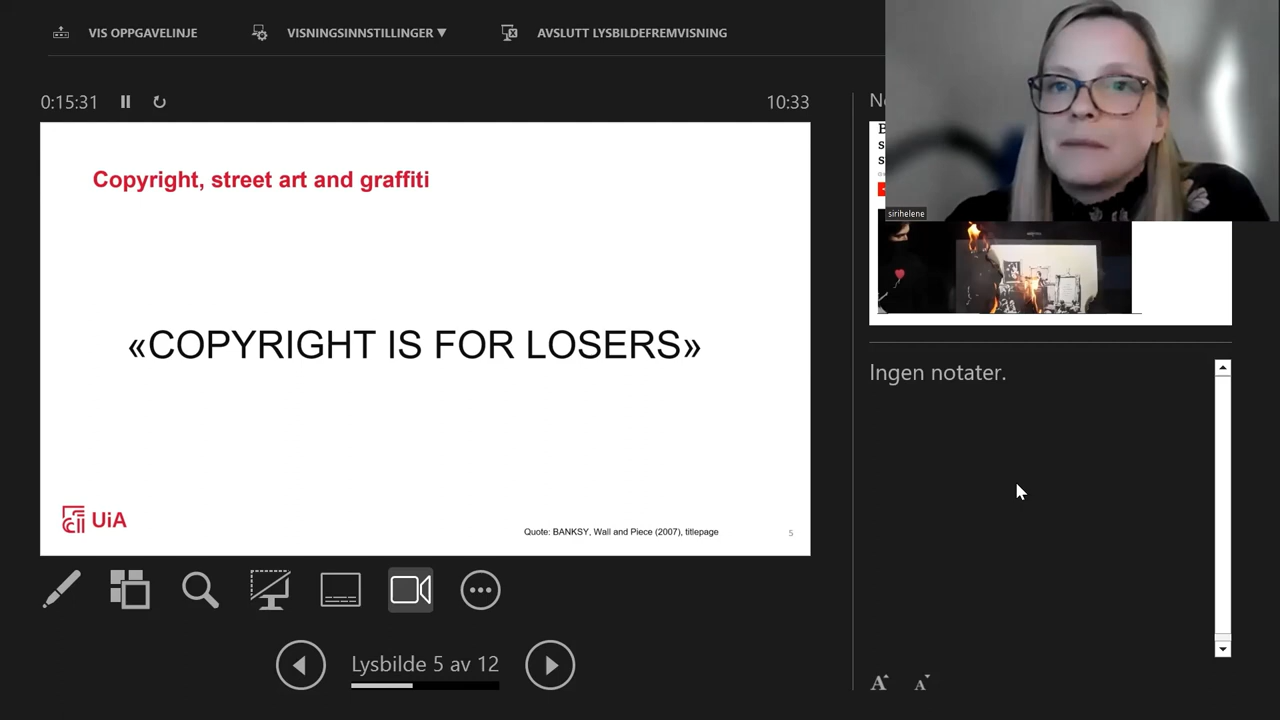 VIS OPPGAVELINJE
VISNINGSINNSTILLINGER ▼
AVSLUTT LYSBILDEFREMVISNING
0:15:31
10:33
Copyright, street art and graffiti
«COPYRIGHT IS FOR LOSERS»
UiA
Quote: BANKSY, Wall and Piece (2007), titlepage
5
Lysbilde 5 av 12
sirihelene
Ingen notater.
A
A